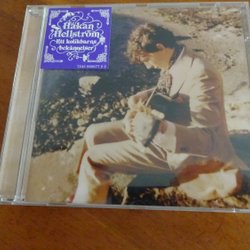 Håkan
Hellström
Ett kolikbarns
bekännelser